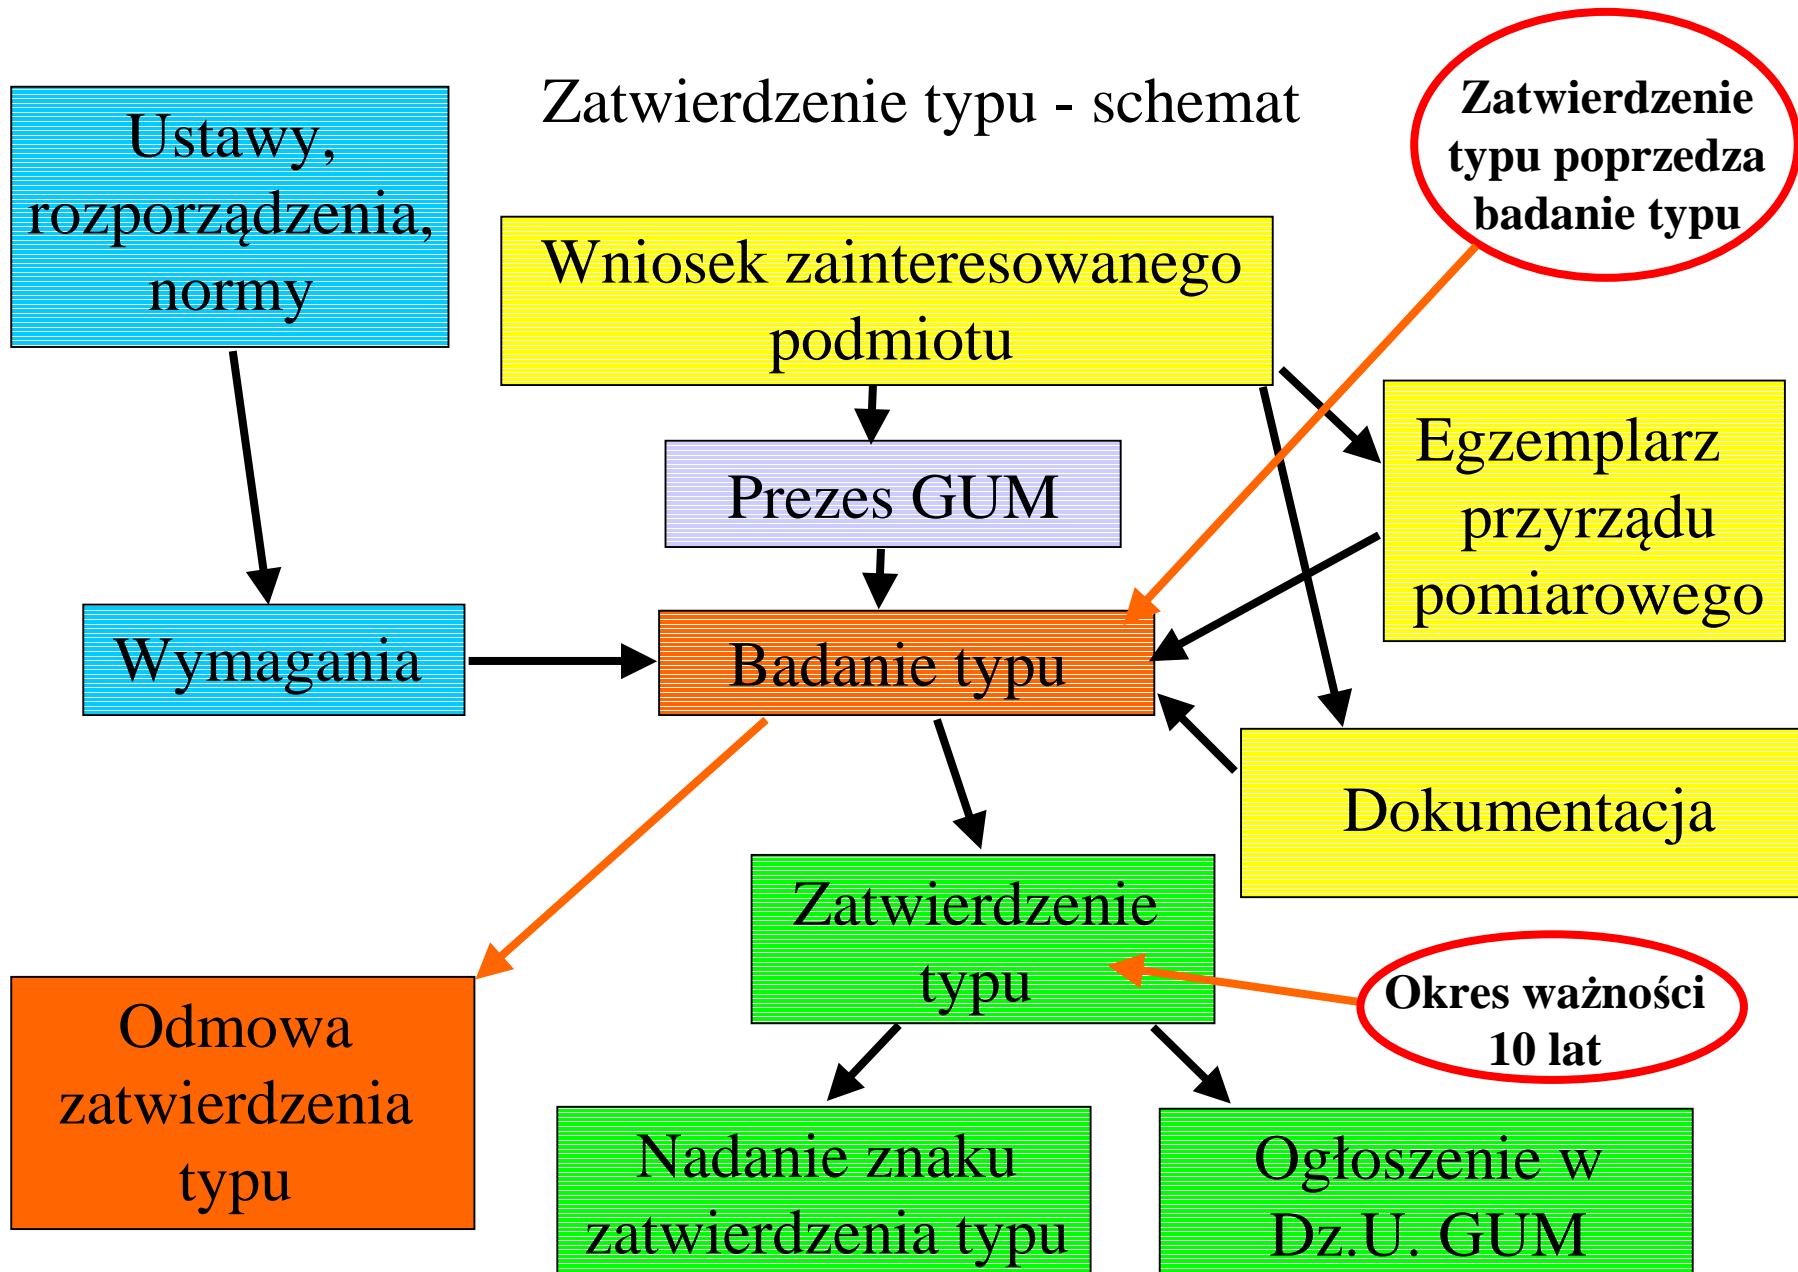 Zatwierdzenie typu - schemat
Zatwierdzenie
typu poprzedza
badanie typu
Ustawy,
rozporządzenia,
normy
Wniosek zainteresowanego
podmiotu
Prezes GUM
Egzemplarz
przyrządu
pomiarowego
Wymagania
Badanie typu
Dokumentacja
Zatwierdzenie
typu
Okres ważności
10 lat
Odmowa
zatwierdzenia
typu
Nadanie znaku
zatwierdzenia typu
Ogłoszenie w
Dz.U. GUM